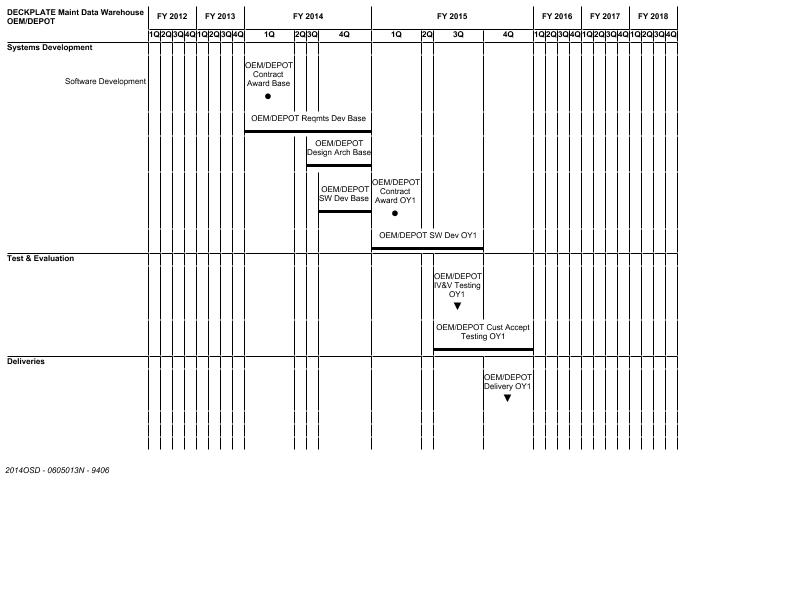 DECKPLATE Maint Data Warehouse
OEM/DEPOT
FY 2012 FY 2013 FY 2014 FY 2015 FY 2016 FY 2017 FY 2018
1Q 2Q 3Q 4Q 1Q 2Q 3Q 4Q 1Q 2Q 3Q 4Q 1Q 2Q 3Q 4Q 1Q 2Q 3Q 4Q 1Q 2Q 3Q 4Q 1Q 2Q 3Q 4Q
Systems Development
Software Development
OEM/DEPOT
Contract
Award Base
OEM/DEPOT Reqmts Dev Base
OEM/DEPOT
Design Arch Base
OEM/DEPOT
SW Dev Base
OEM/DEPOT
Contract
Award OY1
OEM/DEPOT SW Dev OY1
Test & Evaluation
OEM/DEPOT
IV&V Testing
OY1
OEM/DEPOT Cust Accept
Testing OY1
Deliveries
OEM/DEPOT
Delivery OY1
2014OSD - 0605013N - 9406